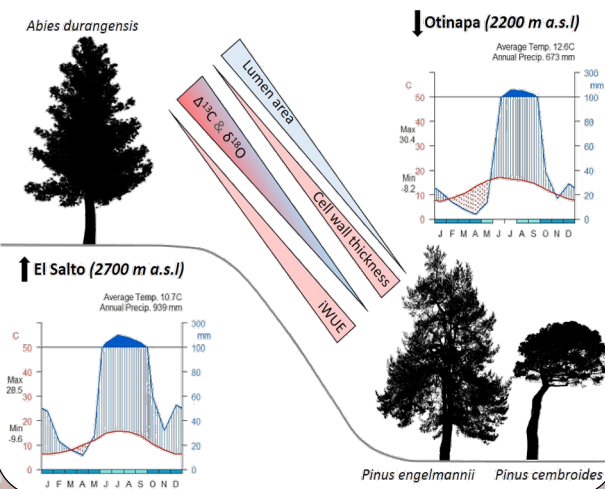 Abies durangensis
Otinapa (2200 m a.s.l)
Average Temp. 12.6C
Annual Precip. 673 mm
C
300
mm
50
100
Max
30.4
40
80
30
60
20
40
Min
-8.2
10
20
0
0
J F M A M J J A S O N D
Lumen area
Δ¹³C & δ¹⁸O
Cell wall thickness
iWUE
El Salto (2700 m a.s.l)
Average Temp. 10.7C
Annual Precip. 939 mm
C
300
mm
50
100
Max
28.5
40
80
30
60
20
40
Min
-9.6
10
20
0
0
J F M A M J J A S O N D
Pinus engelmannii
Pinus cembroides